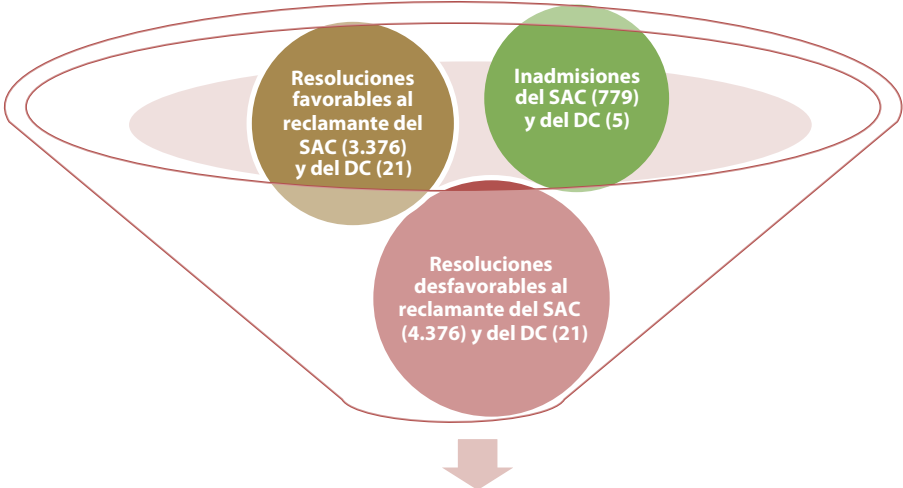 Resoluciones
favorables al
reclamante del
SAC (3.376)
y del DC (21)
Inadmisiones
del SAC (779)
y del DC (5)
Resoluciones
desfavorables al
reclamante del SAC
(4.376) y del DC (21)